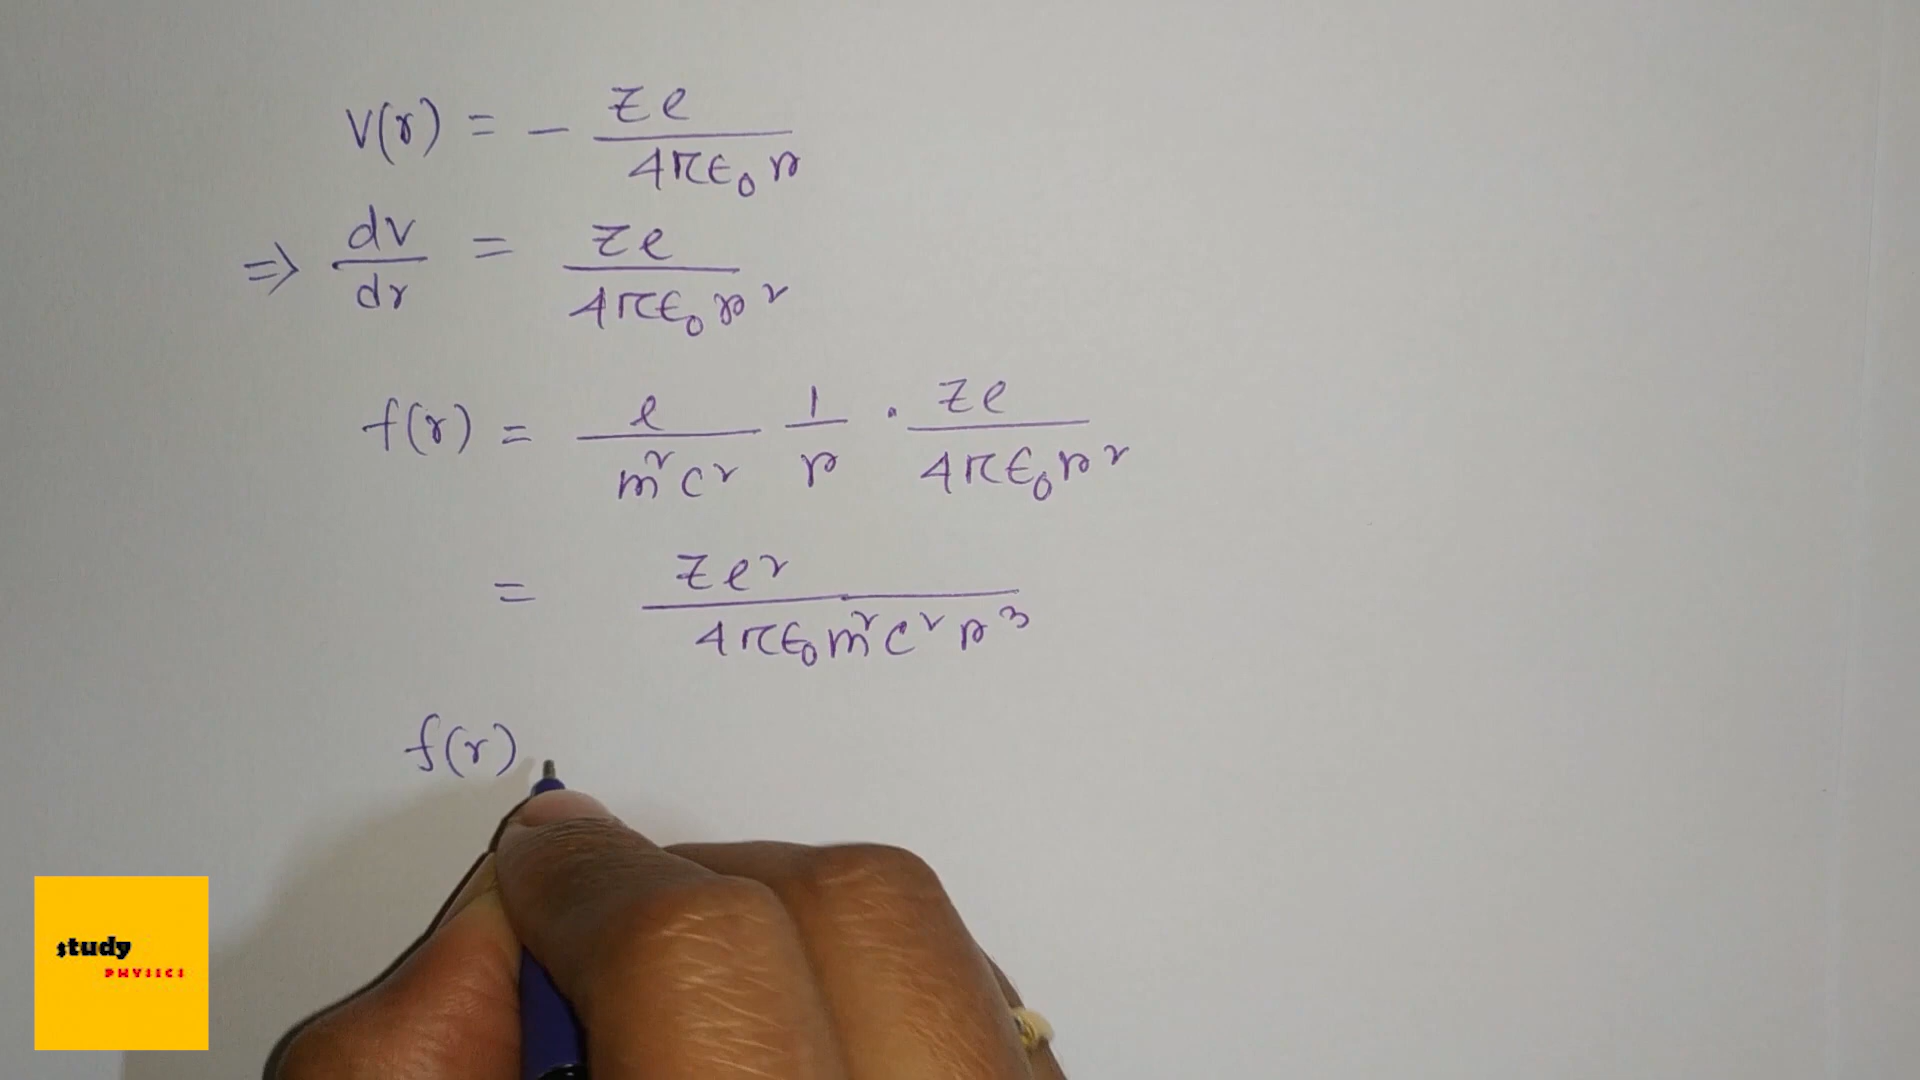 V(r) = - Ze / 4πε₀r
⇒ dv/dr = Ze / 4πε₀r²
f(r) = e / m²c² 1/r · Ze / 4πε₀r²
= Ze² / 4πε₀m²c²r³
f(r)
study
PHYSICS